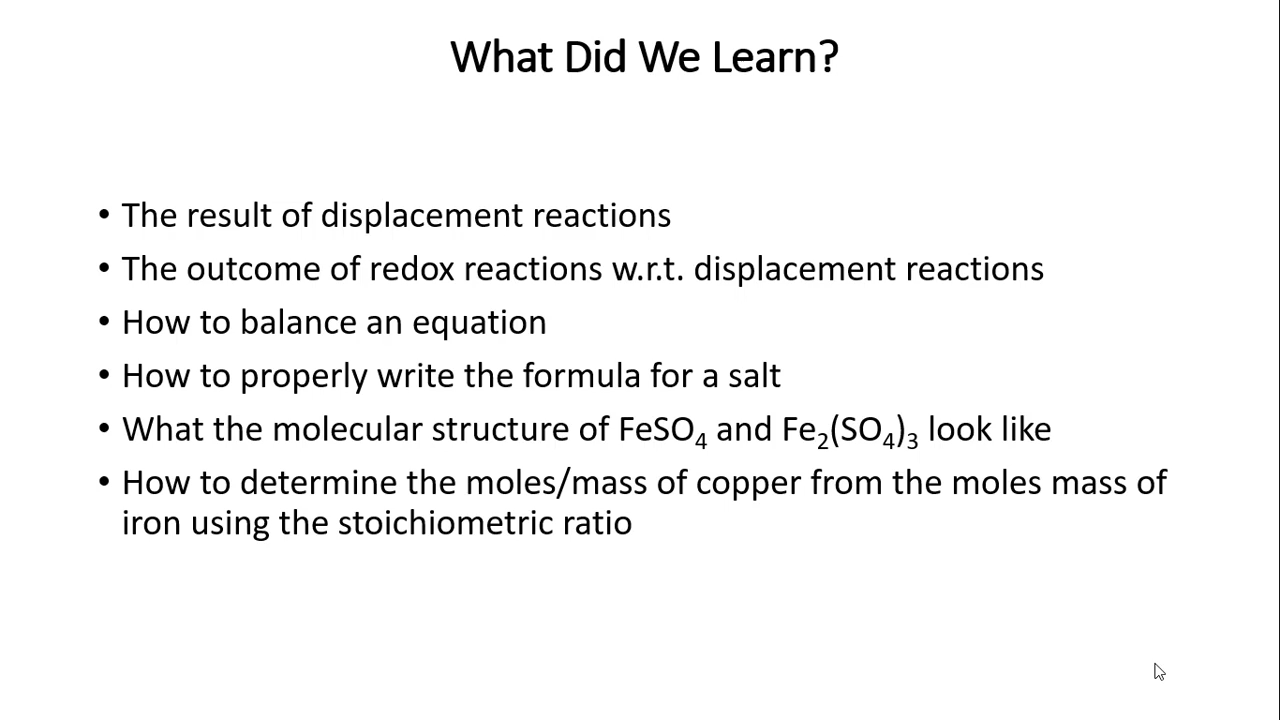 What Did We Learn?
• The result of displacement reactions
• The outcome of redox reactions w.r.t. displacement reactions
• How to balance an equation
• How to properly write the formula for a salt
• What the molecular structure of FeSO₄ and Fe₂(SO₄)₃ look like
• How to determine the moles/mass of copper from the moles mass of
iron using the stoichiometric ratio